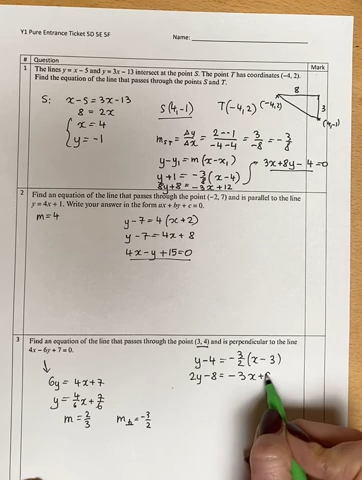 Y1 Pure Entrance Ticket 5D 5E 5F
Name:
# Question Mark
1 The lines y = x − 5 and y = 3x − 13 intersect at the point S. The point T has coordinates (−4, 2).
Find the equation of the line that passes through the points S and T.
8
3
(-4,2)
(4,-1)
S: x-5=3x-13
8 = 2x
{ x=4
y=-1
S(4,-1) T(-4,2)
m_ST = Δy/Δx = (2--1)/(-4-4) = 3/-8 = -3/8
y-y₁=m(x-x₁)
y+1 = -3/8 (x-4)
8y+8 = -3x+12
3x+8y-4=0
2 Find an equation of the line that passes through the point (−2, 7) and is parallel to the line
y = 4x + 1. Write your answer in the form ax + by + c = 0.
m=4
y-7=4(x+2)
y-7=4x+8
4x-y+15=0
3 Find an equation of the line that passes through the point (3, 4) and is perpendicular to the line
4x − 6y + 7 = 0.
6y = 4x+7
y = 4/6 x + 7/6
m = 2/3 m⊥ = -3/2
y-4=-3/2(x-3)
2y-8=-3x+